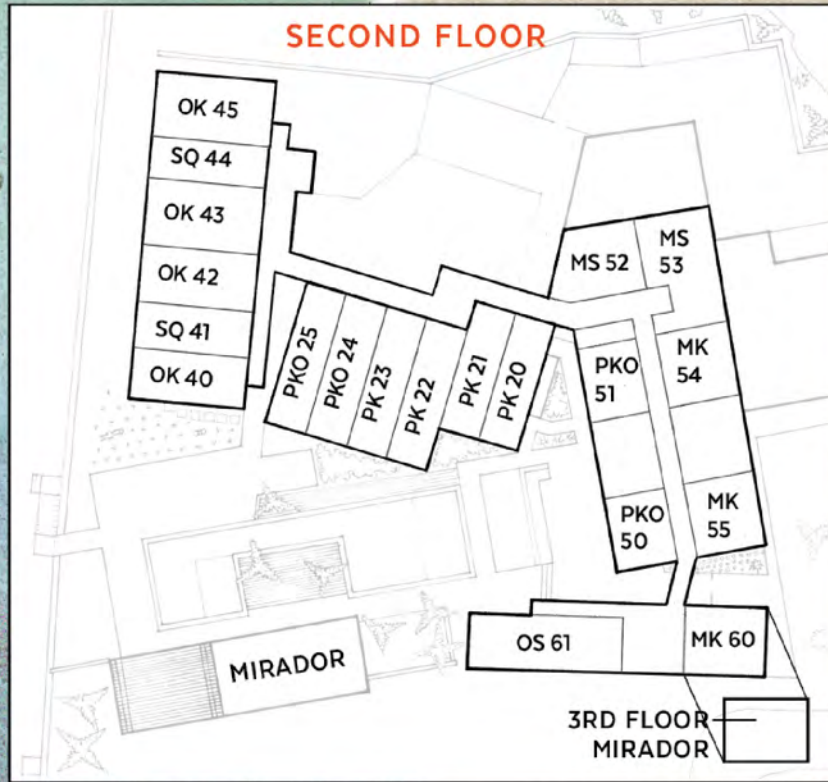 SECOND FLOOR
OK 45
SQ 44
OK 43
OK 42
SQ 41
OK 40
PKO 25
PKO 24
PK 23
PK 22
PK 21
PK 20
MS 52
MS
53
PKO
51
MK
54
PKO
50
MK
55
OS 61
MK 60
MIRADOR
3RD FLOOR
MIRADOR